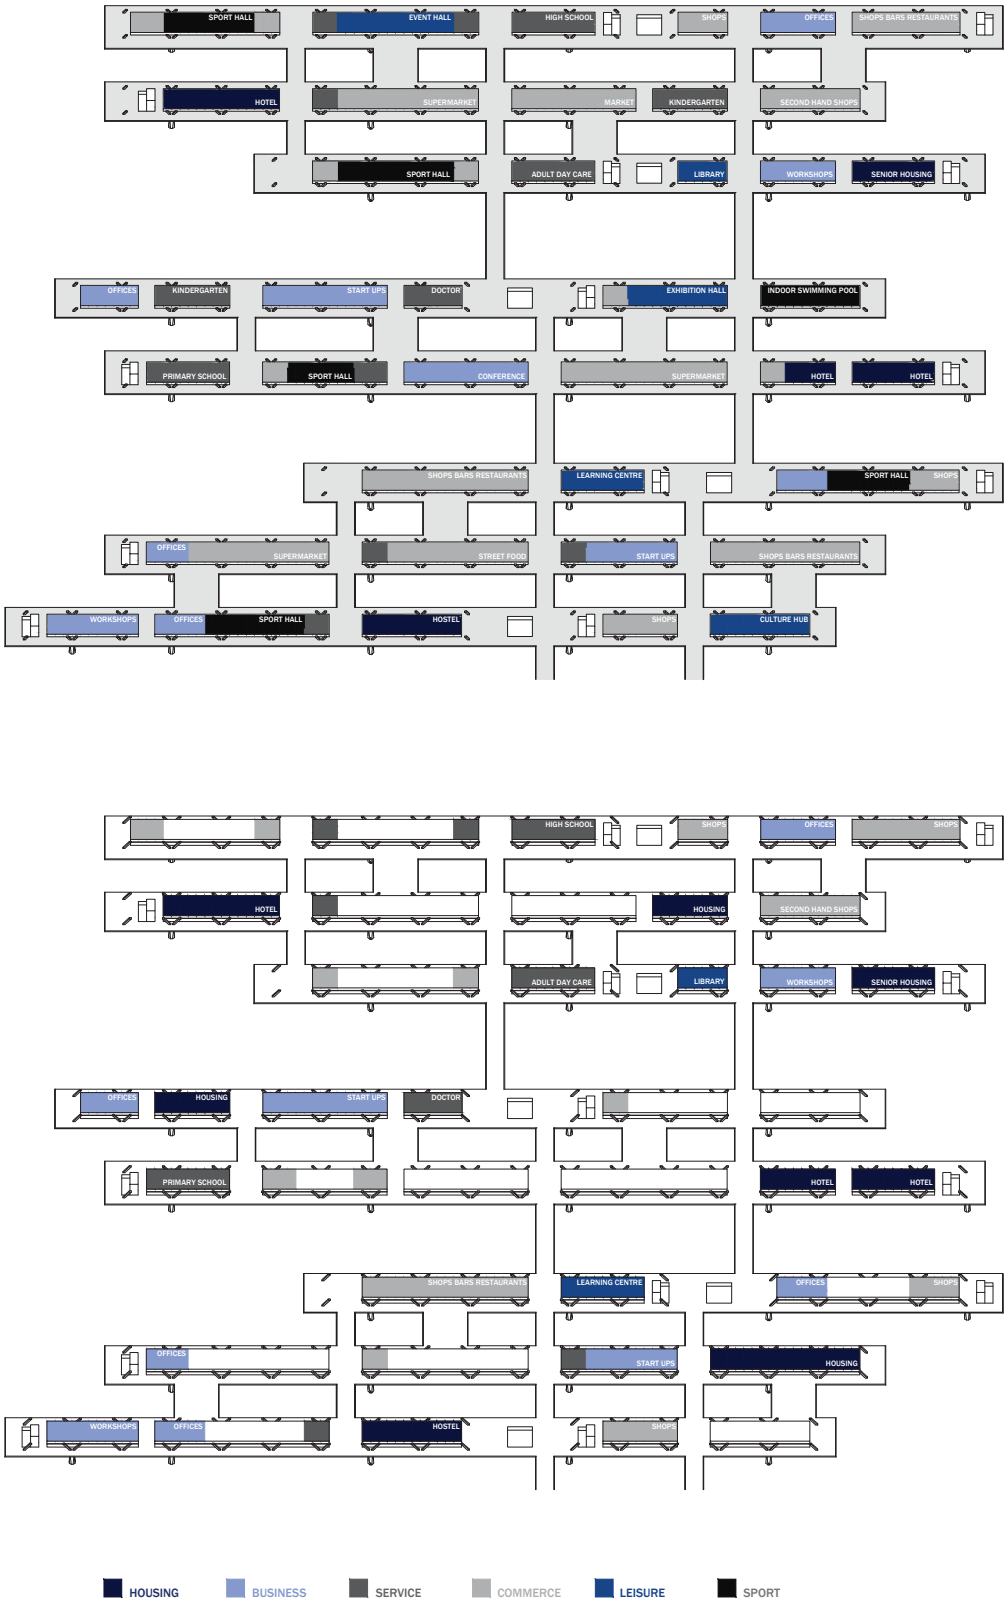 SPORT HALL EVENT HALL HIGH SCHOOL SHOPS OFFICES SHOPS BARS RESTAURANTS
HOTEL SUPERMARKET MARKET KINDERGARTEN SECOND HAND SHOPS
SPORT HALL ADULT DAY CARE LIBRARY WORKSHOPS SENIOR HOUSING
OFFICES KINDERGARTEN START UPS DOCTOR EXHIBITION HALL INDOOR SWIMMING POOL
PRIMARY SCHOOL SPORT HALL CONFERENCE SUPERMARKET HOTEL HOTEL
SHOPS BARS RESTAURANTS LEARNING CENTRE SPORT HALL SHOPS
OFFICES SUPERMARKET STREET FOOD START UPS SHOPS BARS RESTAURANTS
WORKSHOPS OFFICES SPORT HALL HOSTEL SHOPS CULTURE HUB
HIGH SCHOOL SHOPS OFFICES SHOPS
HOTEL HOUSING SECOND HAND SHOPS
ADULT DAY CARE LIBRARY WORKSHOPS SENIOR HOUSING
OFFICES HOUSING START UPS DOCTOR
PRIMARY SCHOOL HOTEL HOTEL
SHOPS BARS RESTAURANTS LEARNING CENTRE OFFICES SHOPS
OFFICES START UPS HOUSING
WORKSHOPS OFFICES HOSTEL SHOPS
HOUSING BUSINESS SERVICE COMMERCE LEISURE SPORT